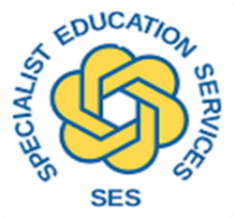 SPECIALIST EDUCATION SERVICES
SES